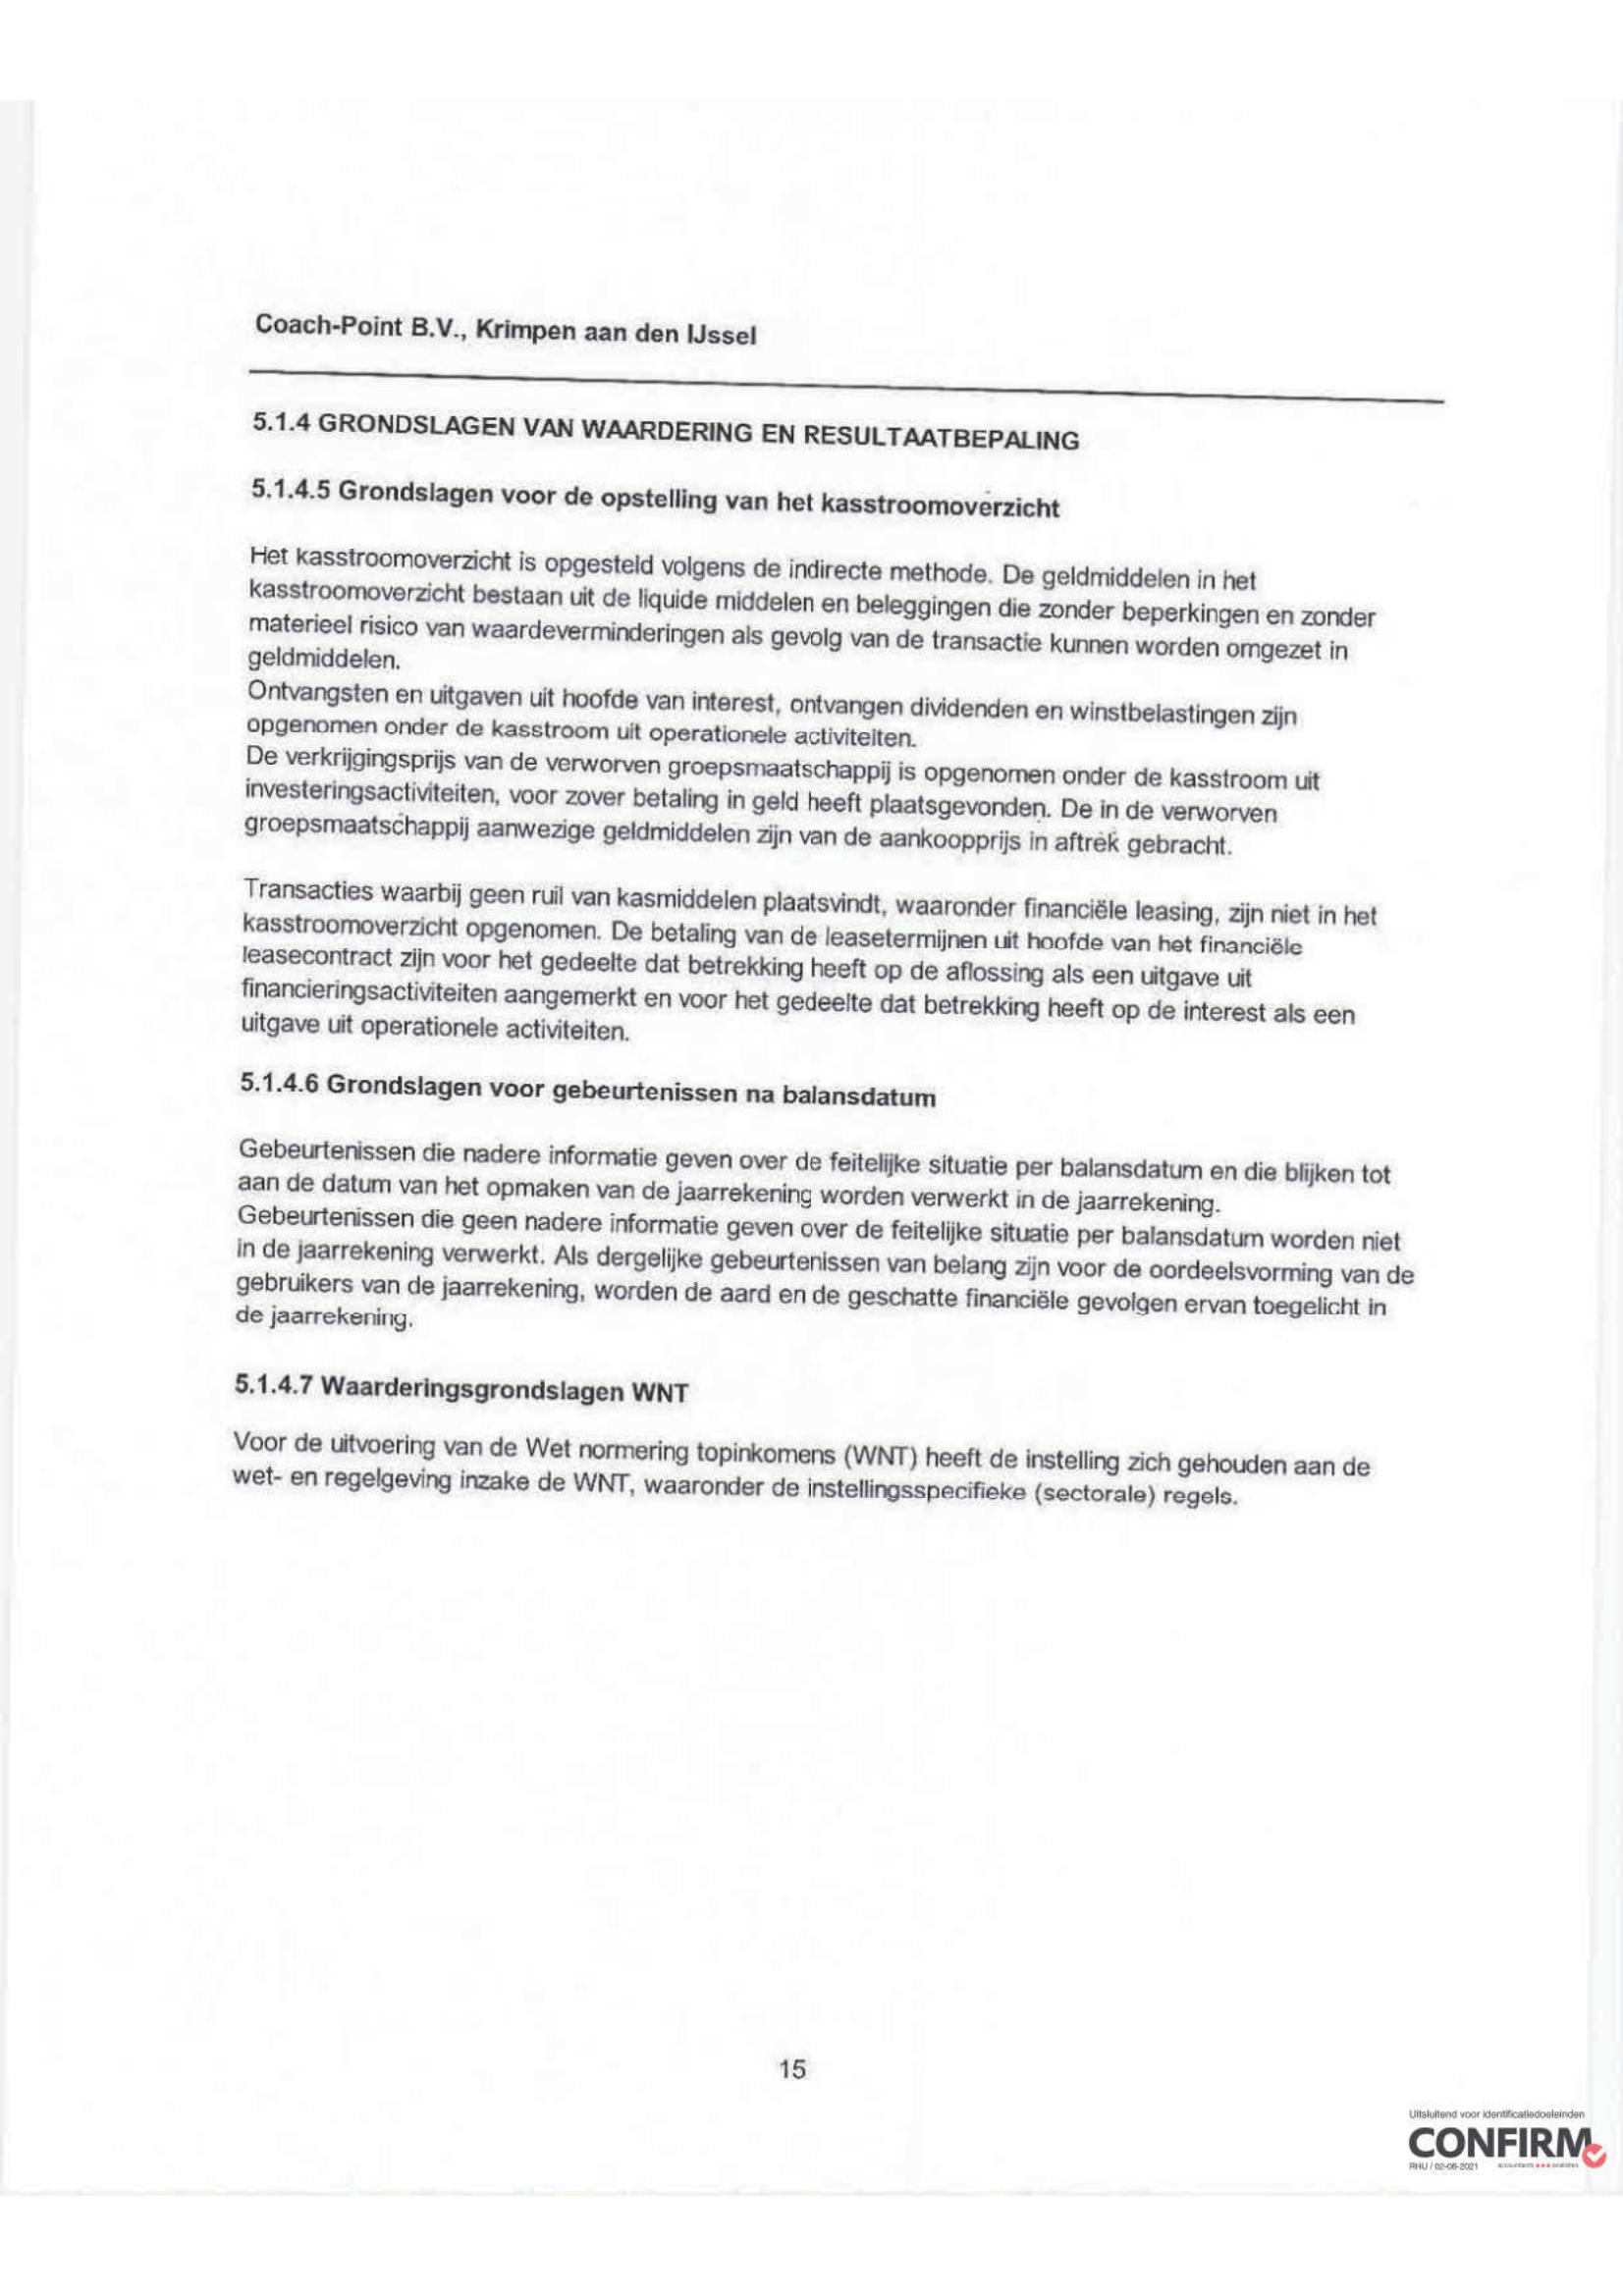 Coach-Point B.V., Krimpen aan den IJssel
5.1.4 GRONDSLAGEN VAN WAARDERING EN RESULTAATBEPALING
5.1.4.5 Grondslagen voor de opstelling van het kasstroomoverzicht
Het kasstroomoverzicht is opgesteld volgens de indirecte methode. De geldmiddelen in het
kasstroomoverzicht bestaan uit de liquide middelen en beleggingen die zonder beperkingen en zonder
materieel risico van waardeverminderingen als gevolg van de transactie kunnen worden omgezet in
geldmiddelen.
Ontvangsten en uitgaven uit hoofde van interest, ontvangen dividenden en winstbelastingen zijn
opgenomen onder de kasstroom uit operationele activiteiten.
De verkrijgingsprijs van de verworven groepsmaatschappij is opgenomen onder de kasstroom uit
investeringsactiviteiten, voor zover betaling in geld heeft plaatsgevonden. De in de verworven
groepsmaatschappij aanwezige geldmiddelen zijn van de aankoopprijs in aftrek gebracht.
Transacties waarbij geen ruil van kasmiddelen plaatsvindt, waaronder financiële leasing, zijn niet in het
kasstroomoverzicht opgenomen. De betaling van de leasetermijnen uit hoofde van het financiële
leasecontract zijn voor het gedeelte dat betrekking heeft op de aflossing als een uitgave uit
financieringsactiviteiten aangemerkt en voor het gedeelte dat betrekking heeft op de interest als een
uitgave uit operationele activiteiten.
5.1.4.6 Grondslagen voor gebeurtenissen na balansdatum
Gebeurtenissen die nadere informatie geven over de feitelijke situatie per balansdatum en die blijken tot
aan de datum van het opmaken van de jaarrekening worden verwerkt in de jaarrekening.
Gebeurtenissen die geen nadere informatie geven over de feitelijke situatie per balansdatum worden niet
in de jaarrekening verwerkt. Als dergelijke gebeurtenissen van belang zijn voor de oordeelsvorming van de
gebruikers van de jaarrekening, worden de aard en de geschatte financiële gevolgen ervan toegelicht in
de jaarrekening.
5.1.4.7 Waarderingsgrondslagen WNT
Voor de uitvoering van de Wet normering topinkomens (WNT) heeft de instelling zich gehouden aan de
wet- en regelgeving inzake de WNT, waaronder de instellingsspecifieke (sectorale) regels.
15
Uitsluitend voor identificatiedoeleinden
CONFIRM
RHU / 02-06-2021